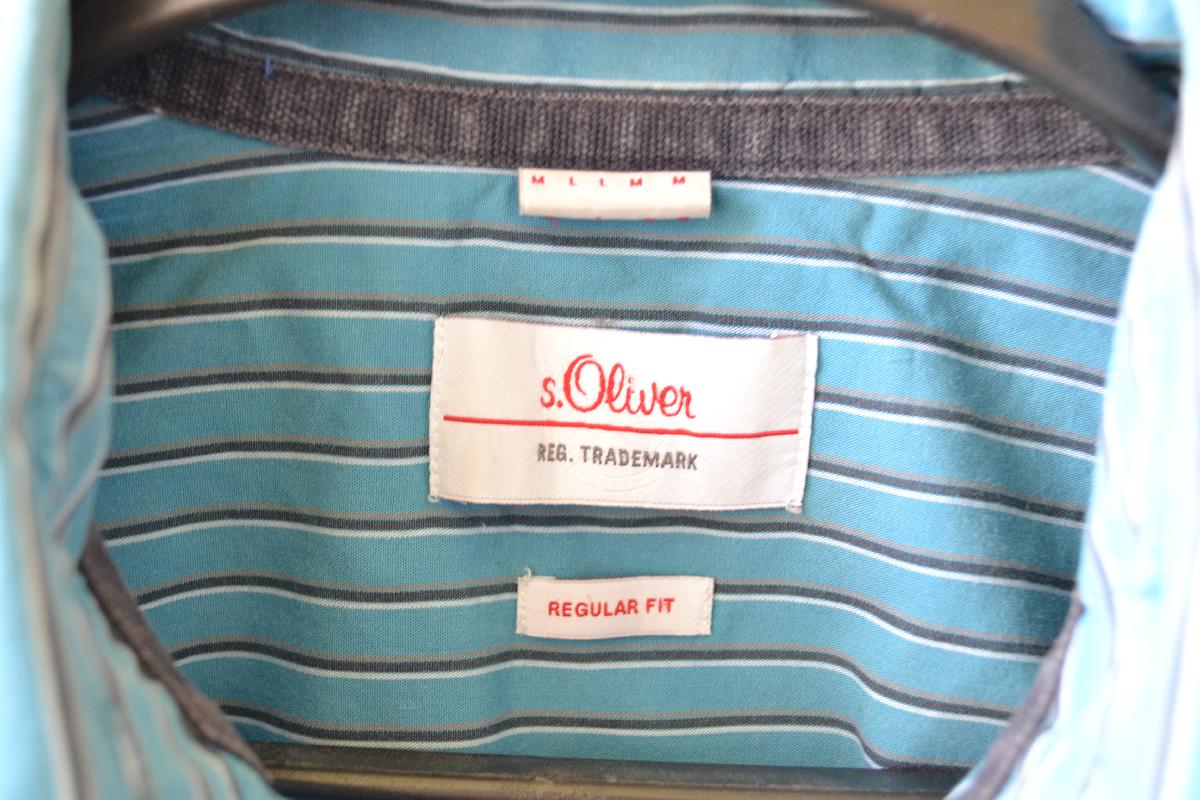 M L L M M
s.Oliver
REG. TRADEMARK
REGULAR FIT